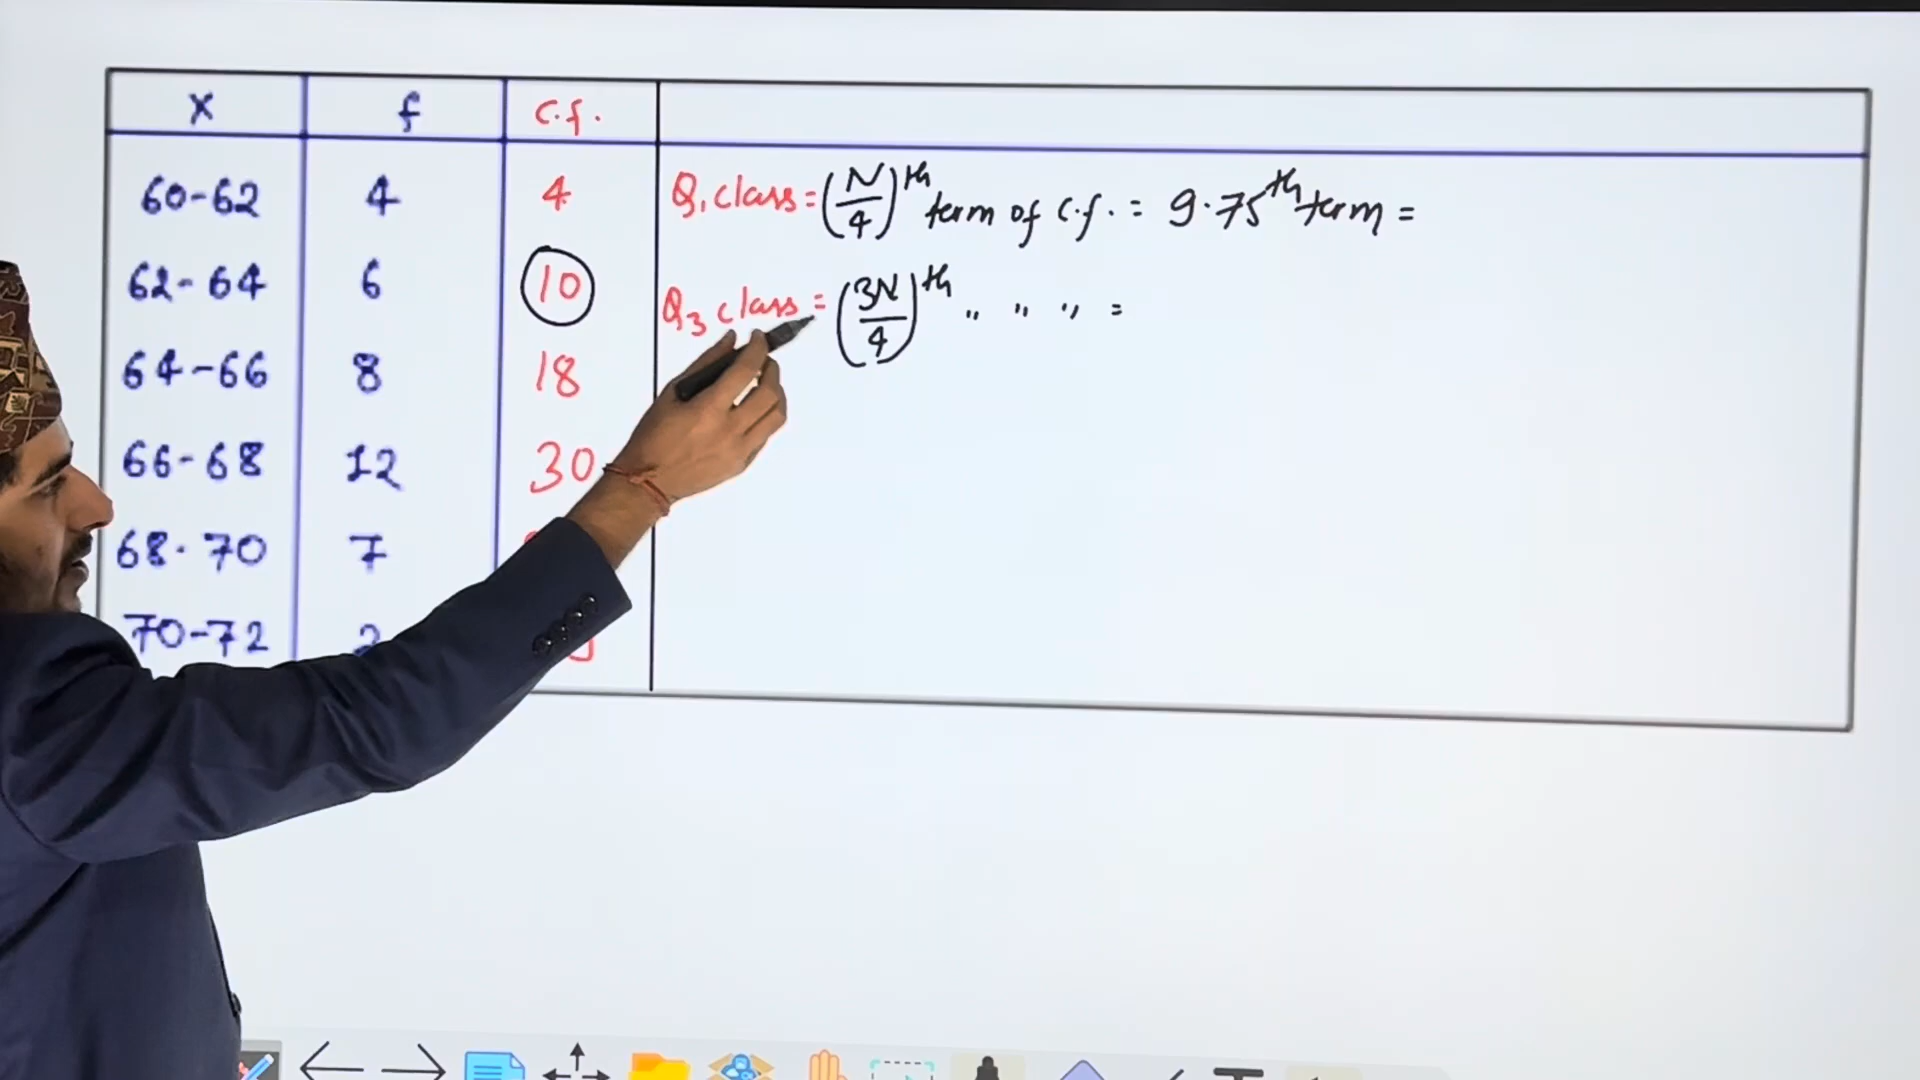 X f c.f.
60-62 4 4 Q₁ class = (N/4)th term of c.f. = 9.75th term =
62-64 6 10 Q₃ class = (3N/4)th " " " =
64-66 8 18
66-68 12 30
68-70 7
70-72